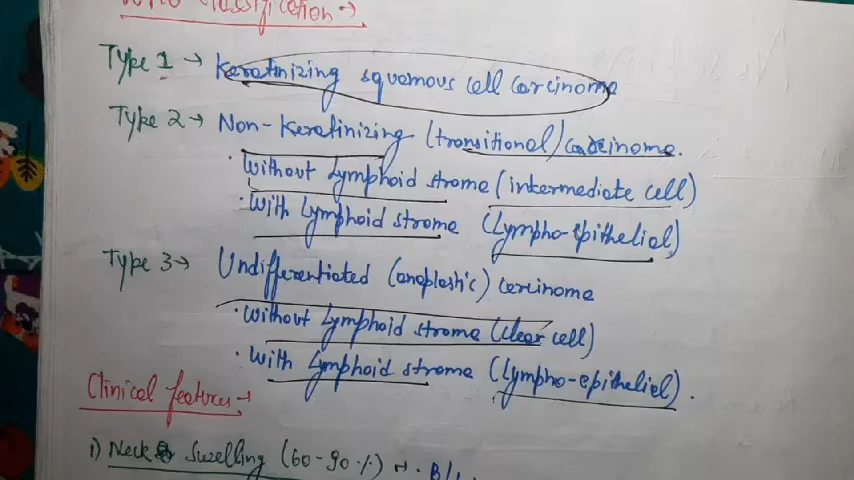 WHO Classification →
Type 1 → Keratinizing squamous cell carcinoma
Type 2 → Non-Keratinizing (transitional) carcinoma.
· Without Lymphoid stroma (intermediate cell)
· With Lymphoid stroma (Lympho-epithelial)
Type 3 → Undifferentiated (anaplastic) carcinoma
· Without Lymphoid stroma (clear cell)
· With Lymphoid stroma (Lympho-epithelial).
Clinical features →
i) Neck Swelling (60-90%) → · B/L